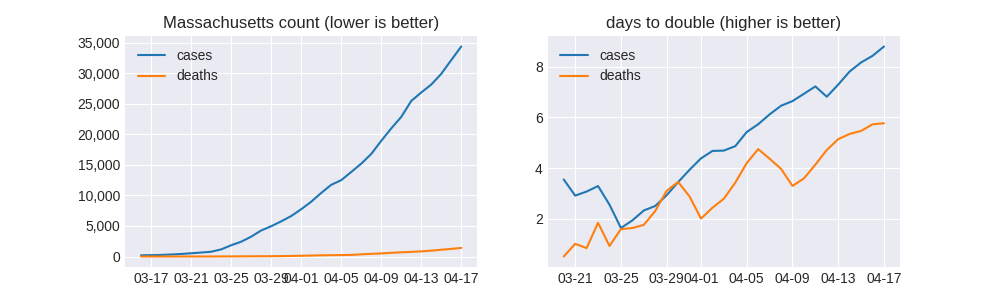 Massachusetts count (lower is better)
35,000
30,000
25,000
20,000
15,000
10,000
5,000
0
cases
deaths
03-17 03-21 03-25 03-29 04-01 04-05 04-09 04-13 04-17
days to double (higher is better)
8
6
4
2
cases
deaths
03-21 03-25 03-29 04-01 04-05 04-09 04-13 04-17